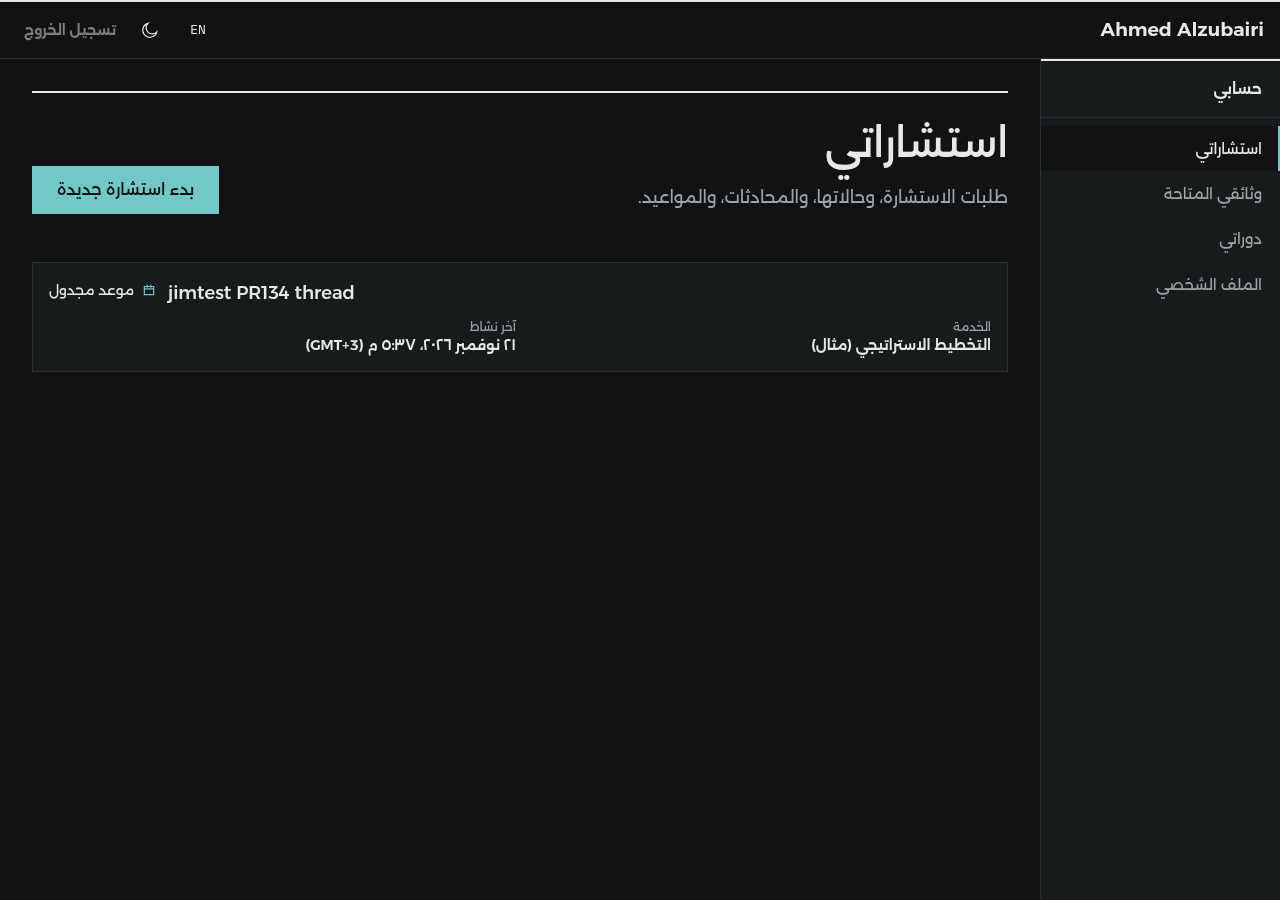 Ahmed Alzubairi
EN
تسجيل الخروج
حسابي
استشاراتي
وثائقي المتاحة
دوراتي
الملف الشخصي
استشاراتي
طلبات الاستشارة، وحالاتها، والمحادثات، والمواعيد.
بدء استشارة جديدة
jimtest PR134 thread
موعد مجدول
الخدمة
التخطيط الاستراتيجي (مثال)
آخر نشاط
٢١ نوفمبر ٢٠٢٦، ٥:٣٧ م (GMT+3)